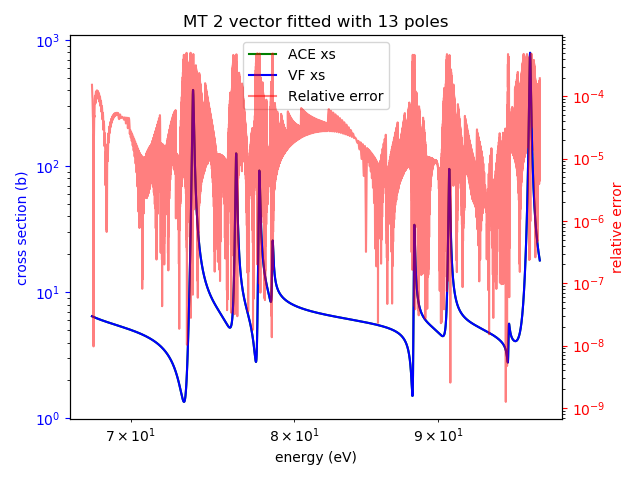 MT 2 vector fitted with 13 poles
ACE xs
VF xs
Relative error
cross section (b)
10³
10²
10¹
10⁰
relative error
10⁻⁴
10⁻⁵
10⁻⁶
10⁻⁷
10⁻⁸
10⁻⁹
7 × 10¹ 8 × 10¹ 9 × 10¹
energy (eV)